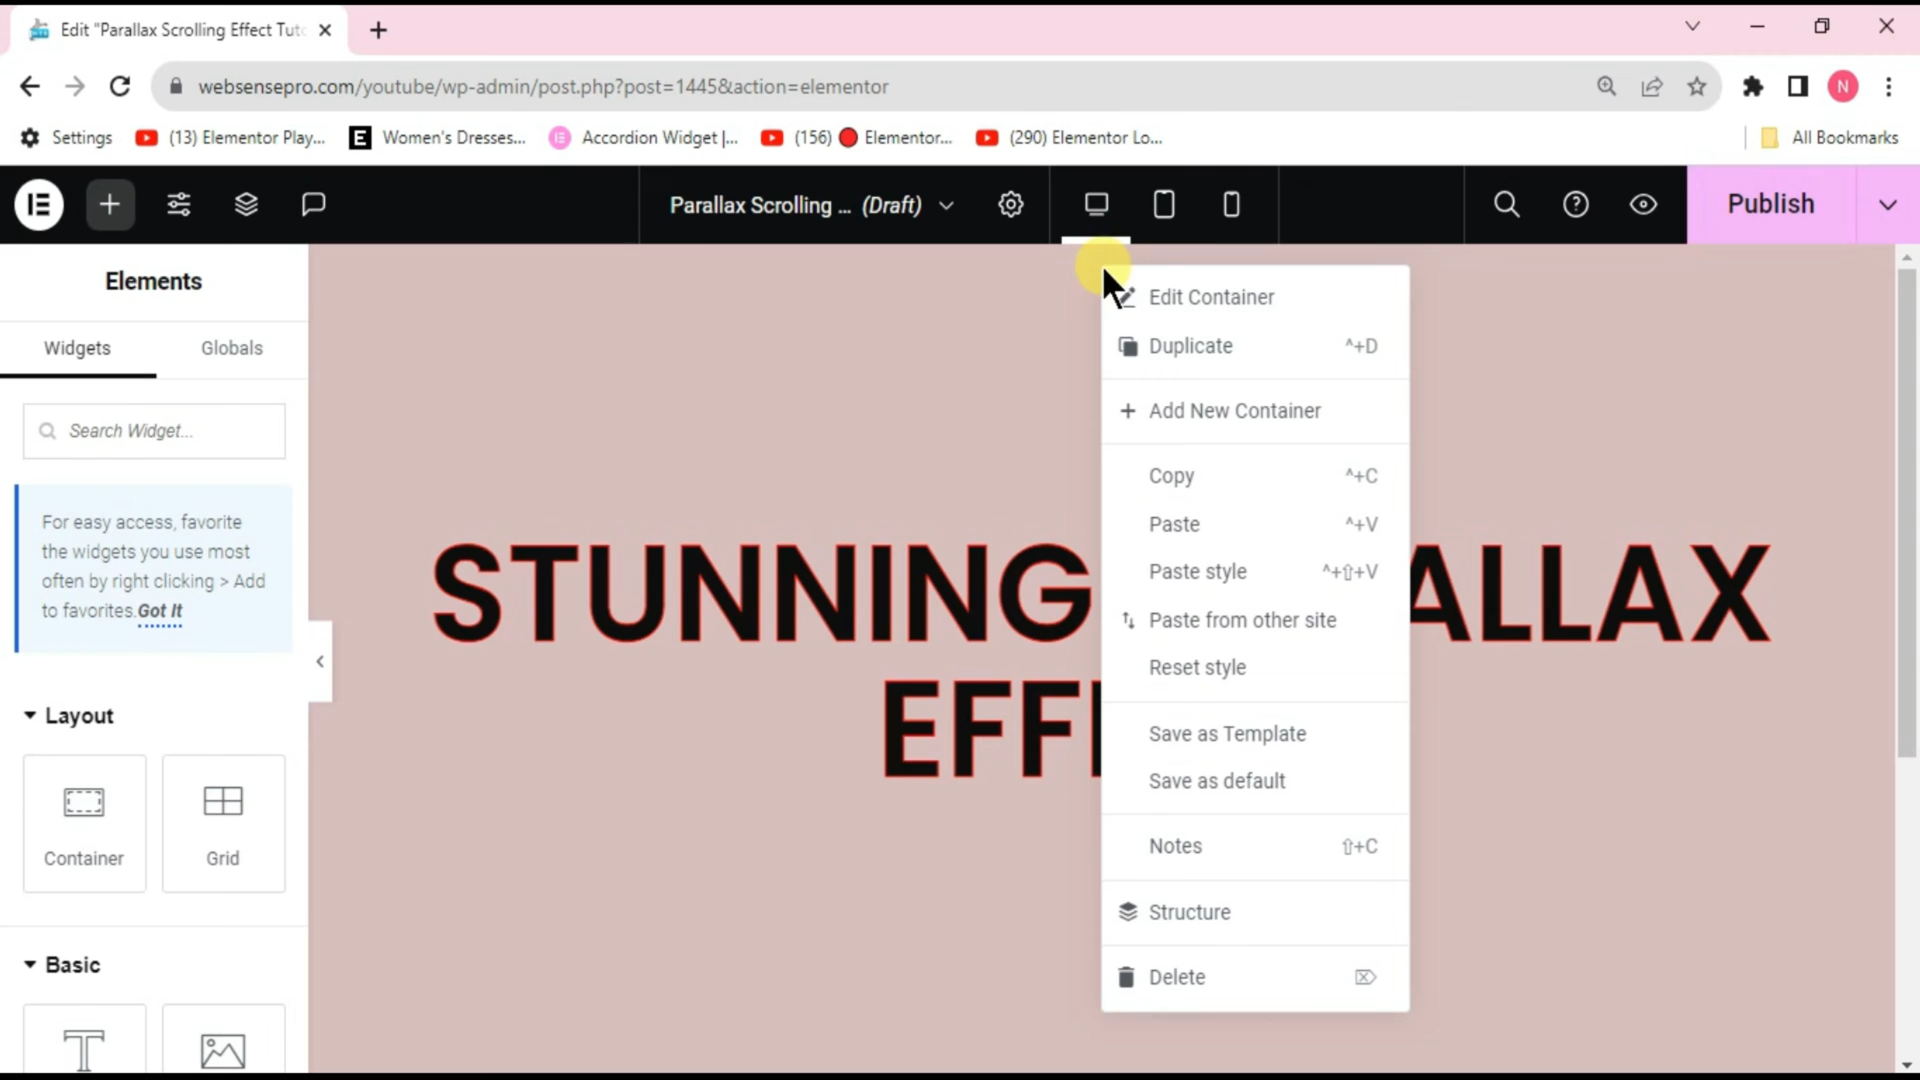 Edit "Parallax Scrolling Effect Tuto
websensepro.com/youtube/wp-admin/post.php?post=1445&action=elementor
N
Settings
(13) Elementor Play...
E
Women's Dresses...
Accordion Widget |...
(156)
Elementor...
(290) Elementor Lo...
All Bookmarks
Parallax Scrolling ... (Draft)
Publish
Elements
Widgets
Globals
Search Widget...
For easy access, favorite
the widgets you use most
often by right clicking > Add
to favorites.Got It
Layout
Container
Grid
Basic
STUNNING
ALLAX
EFF
Edit Container
Duplicate ^+D
Add New Container
Copy ^+C
Paste ^+V
Paste style ^+⇧+V
Paste from other site
Reset style
Save as Template
Save as default
Notes ⇧+C
Structure
Delete ⌦